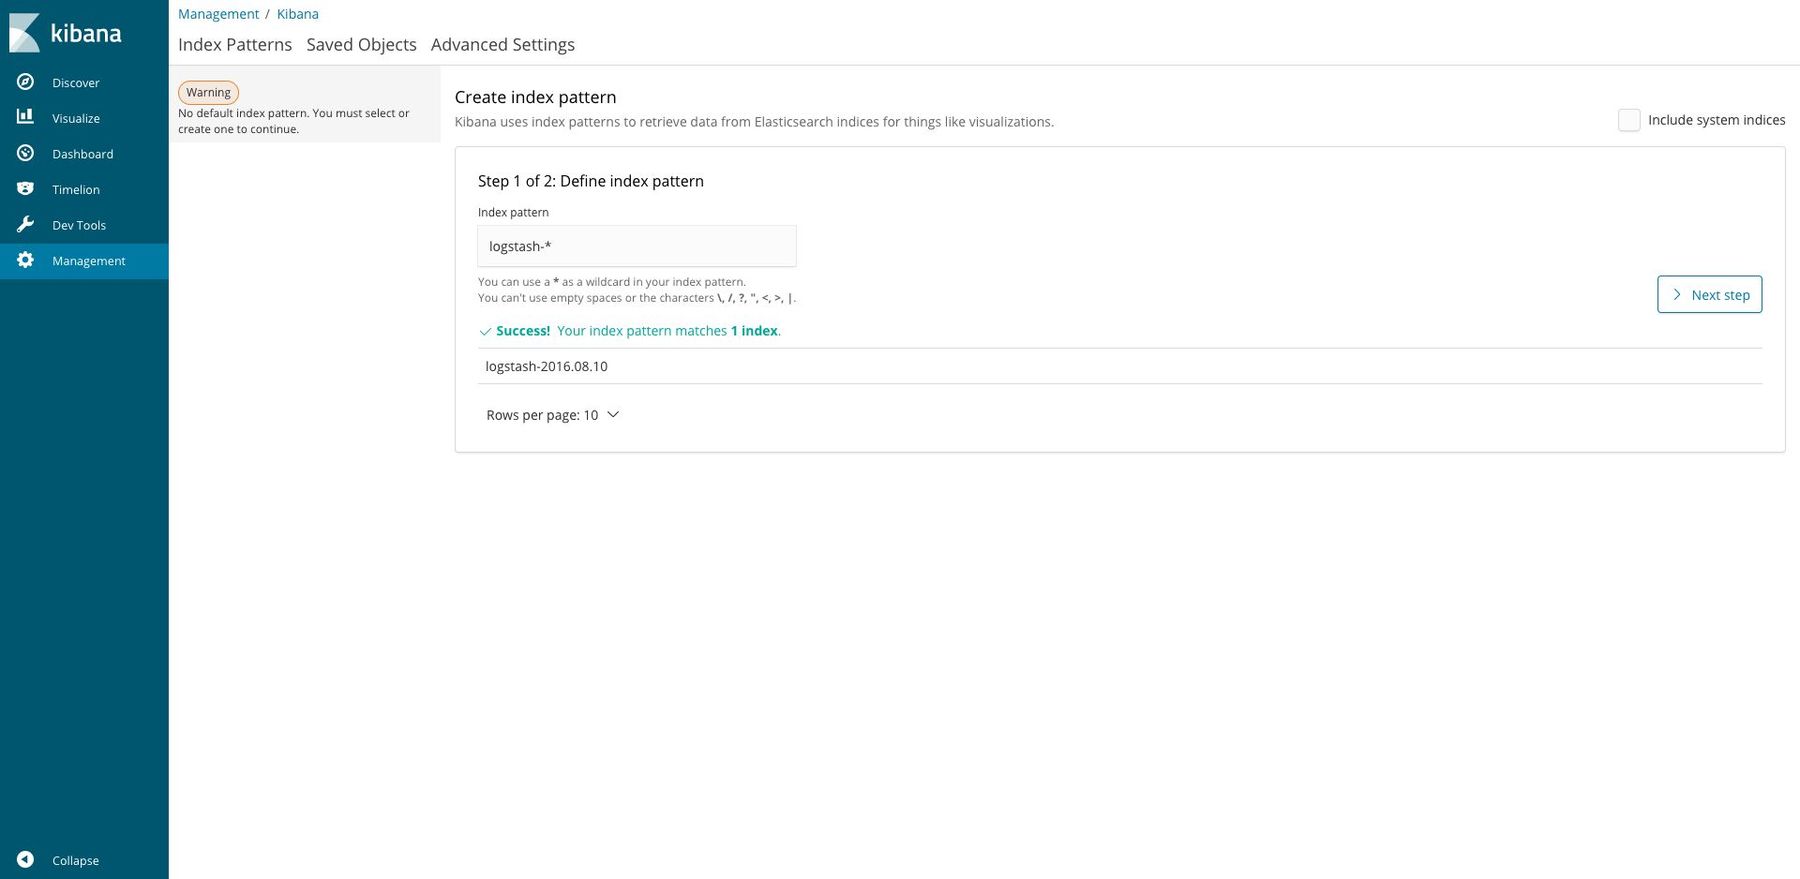 kibana
Discover
Visualize
Dashboard
Timelion
Dev Tools
Management
Collapse
Management / Kibana
Index Patterns Saved Objects Advanced Settings
Warning
No default index pattern. You must select or
create one to continue.
Create index pattern
Kibana uses index patterns to retrieve data from Elasticsearch indices for things like visualizations.
Include system indices
Step 1 of 2: Define index pattern
Index pattern
logstash-*
You can use a * as a wildcard in your index pattern.
You can't use empty spaces or the characters \, /, ?, ", <, >, |.
Next step
Success! Your index pattern matches 1 index.
logstash-2016.08.10
Rows per page: 10